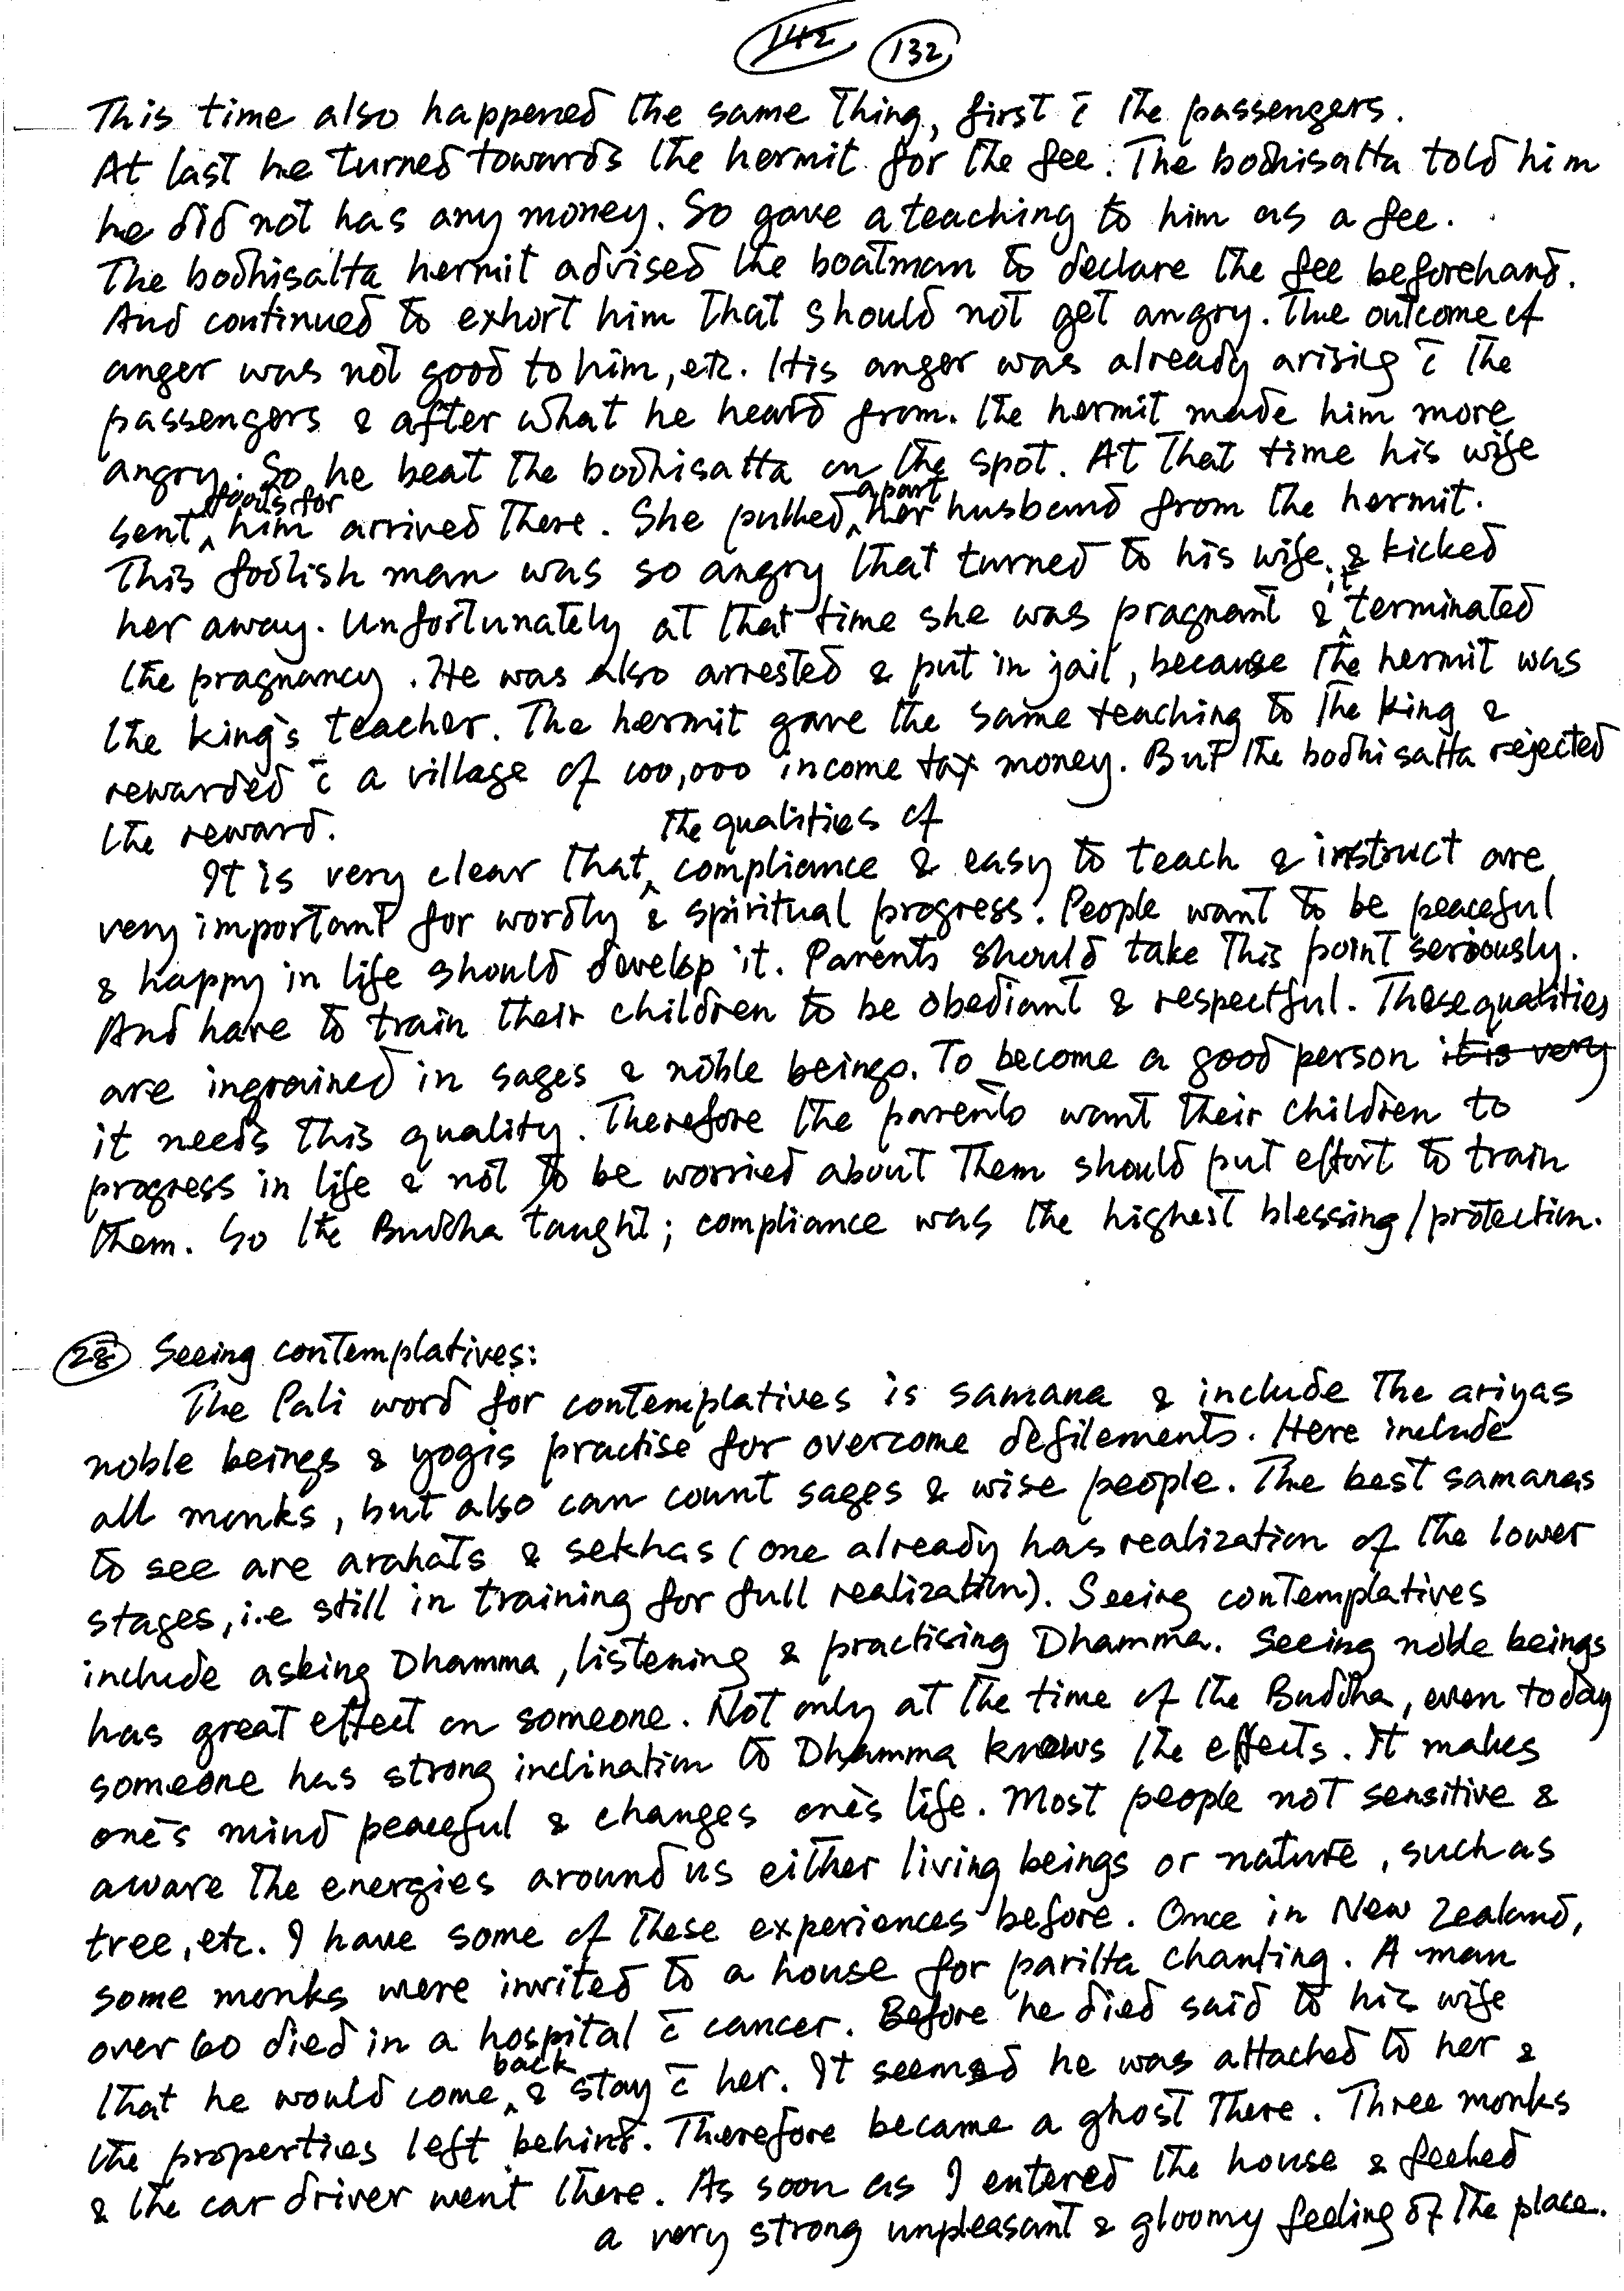 142 132
This time also happened the same thing, first c̄ the passengers.
At last he turned towards the hermit for the fee. The bodhisatta told him
he did not has any money. So gave a teaching to him as a fee.
The bodhisatta hermit advised the boatman to declare the fee beforehand.
And continued to exhort him that should not get angry. The outcome of
anger was not good to him, etc. His anger was already arising c̄ the
passengers & after what he heard from. the hermit made him more
angry. So he beat the bodhisatta on the spot. At that time his wife
sent foods for him arrived there. She pulled apart her husband from the hermit.
This foolish man was so angry that turned to his wife, & kicked
her away. Unfortunately at that time she was pragnant & it terminated
the pragnancy. He was also arrested & put in jail, because the hermit was
the king's teacher. The hermit gave the same teaching to the king &
rewarded c̄ a village of 100,000 income tax money. But the bodhisatta rejected
the reward.
It is very clear that the qualities of compliance & easy to teach & instruct are
very important for wordly & spiritual progress. People want to be peaceful
& happy in life should develop it. Parents should take this point seriously.
And have to train their children to be obediant & respectful. These qualities
are ingrained in sages & noble beings. To become a good person it is very
it needs this quality. Therefore the parents want their children to
progress in life & not to be worried about them should put effort to train
them. So the Buddha taught; compliance was the highest blessing/protection.
28 Seeing contemplatives:
The Pali word for contemplatives is samana & include the ariyas
noble beings & yogis practise for overcome defilements. Here include
all monks, but also can count sages & wise people. The best samanas
to see are arahats & sekhas (one already has realization of the lower
stages, i.e still in training for full realization). Seeing contemplatives
include asking Dhamma, listening & practising Dhamma. Seeing noble beings
has great effect on someone. Not only at the time of the Buddha, even today
someone has strong inclination to Dhamma knows the effects. It makes
one's mind peaceful & changes one's life. Most people not sensitive &
aware the energies around us either living beings or nature, such as
tree, etc. I have some of these experiences before. Once in New Zealand,
some monks were invited to a house for paritta chanting. A man
over 60 died in a hospital c̄ cancer. Before he died said to his wife
that he would come back & stay c̄ her. It seemed he was attached to her &
the properties left behind. Therefore became a ghost there. Three monks
& the car driver went there. As soon as I entered the house & feeled
a very strong unpleasant & gloomy feeling of the place.